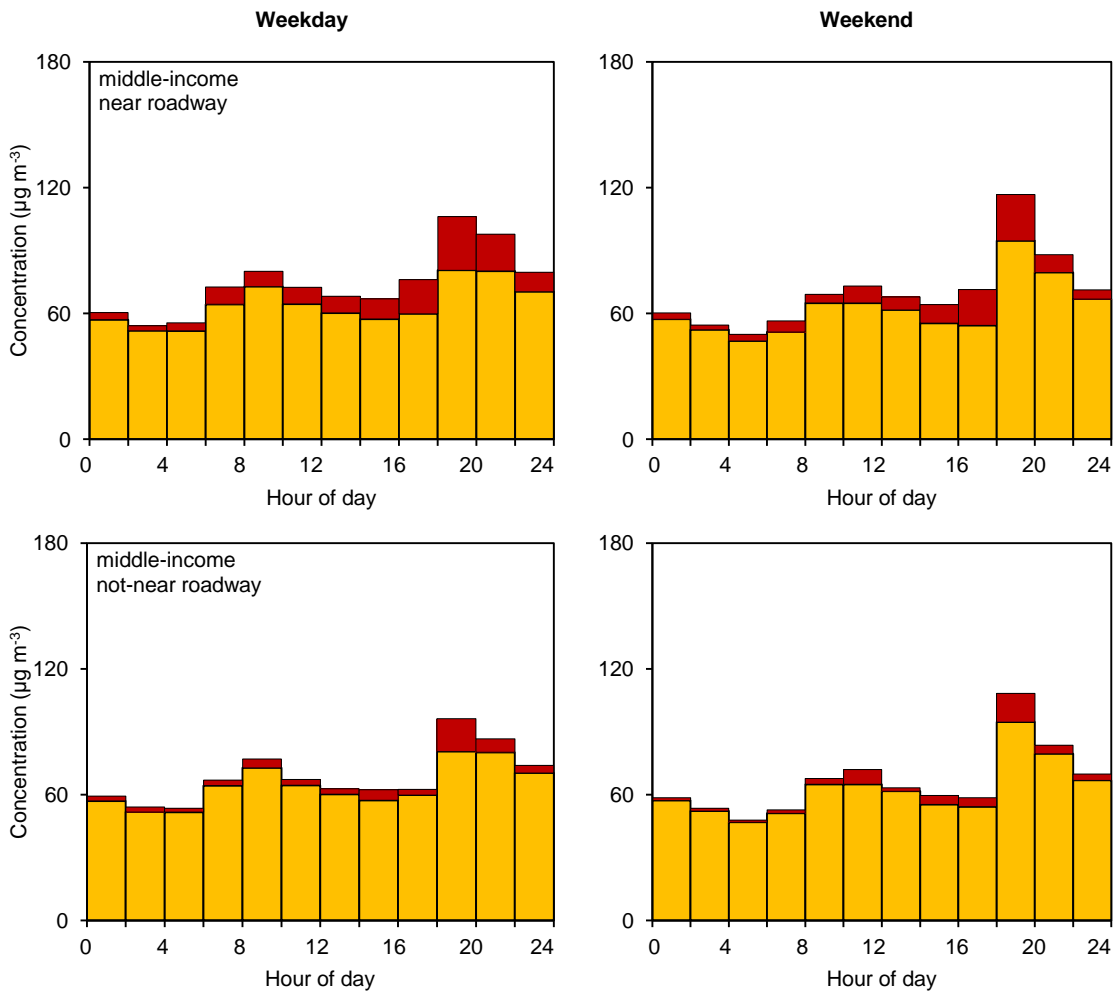 Weekday
Weekend
180
middle-income
near roadway
120
60
0
Concentration (µg m-3)
0 4 8 12 16 20 24
Hour of day
180
120
60
0
0 4 8 12 16 20 24
Hour of day
180
middle-income
not-near roadway
120
60
0
Concentration (µg m-3)
0 4 8 12 16 20 24
Hour of day
180
120
60
0
0 4 8 12 16 20 24
Hour of day